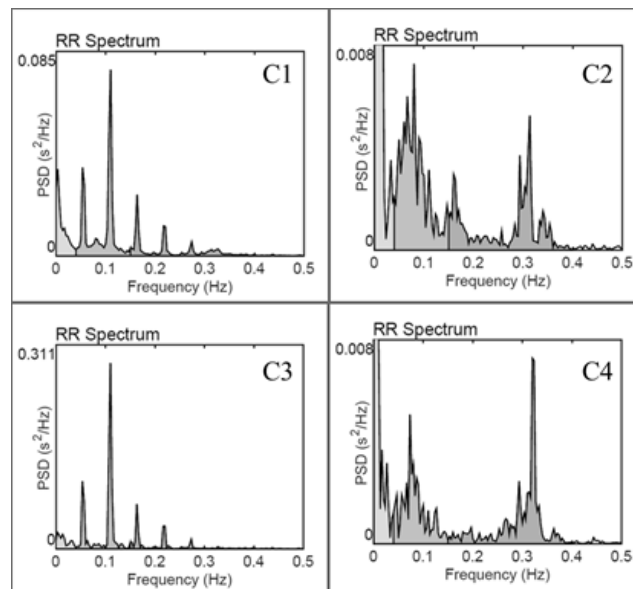 RR Spectrum
0.085
C1
PSD (s²/Hz)
0
0 0.1 0.2 0.3 0.4 0.5
Frequency (Hz)
RR Spectrum
0.008
C2
PSD (s²/Hz)
0
0 0.1 0.2 0.3 0.4 0.5
Frequency (Hz)
RR Spectrum
0.311
C3
PSD (s²/Hz)
0
0 0.1 0.2 0.3 0.4 0.5
Frequency (Hz)
RR Spectrum
0.008
C4
PSD (s²/Hz)
0
0 0.1 0.2 0.3 0.4 0.5
Frequency (Hz)